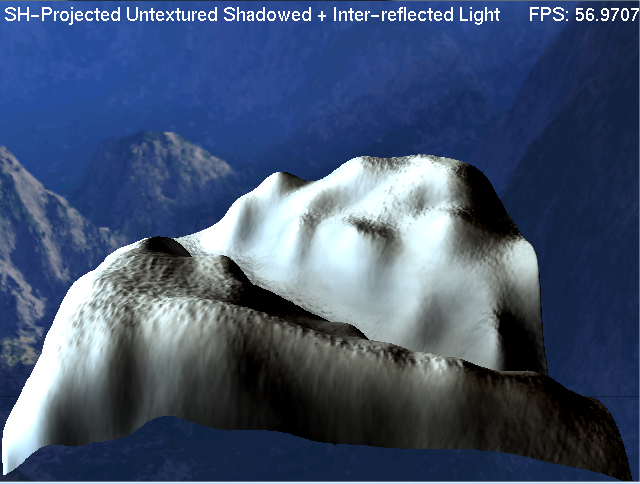 SH-Projected Untextured Shadowed + Inter-reflected Light FPS: 56.9707